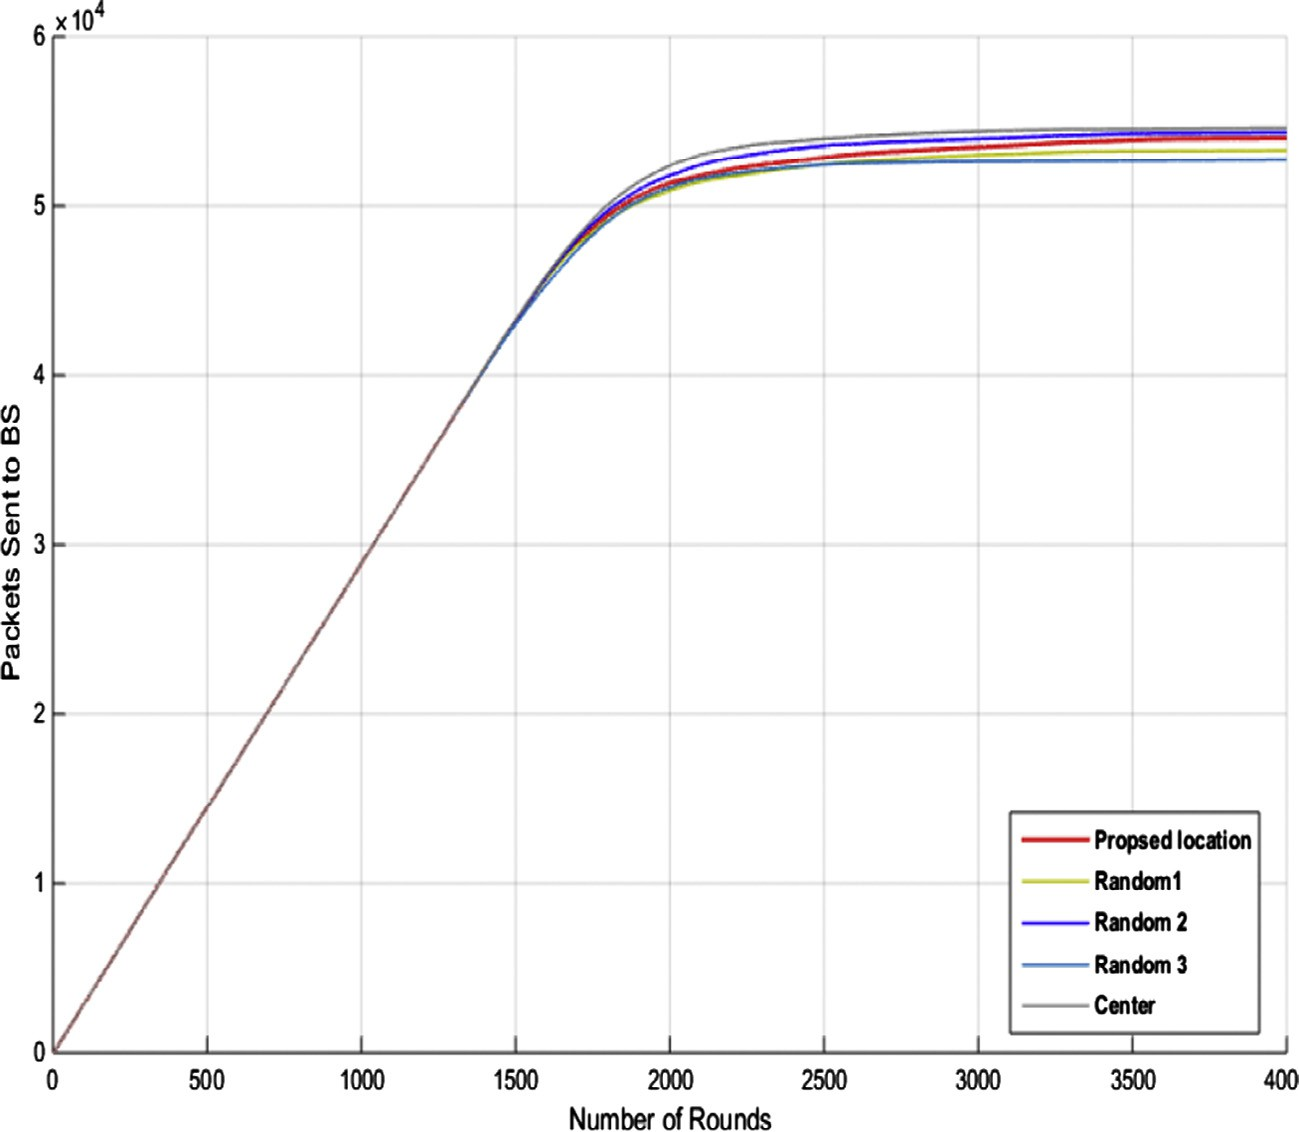 ×10⁴
6
5
4
3
2
1
0
Packets Sent to BS
0 500 1000 1500 2000 2500 3000 3500 400
Number of Rounds
Propsed location
Random1
Random 2
Random 3
Center